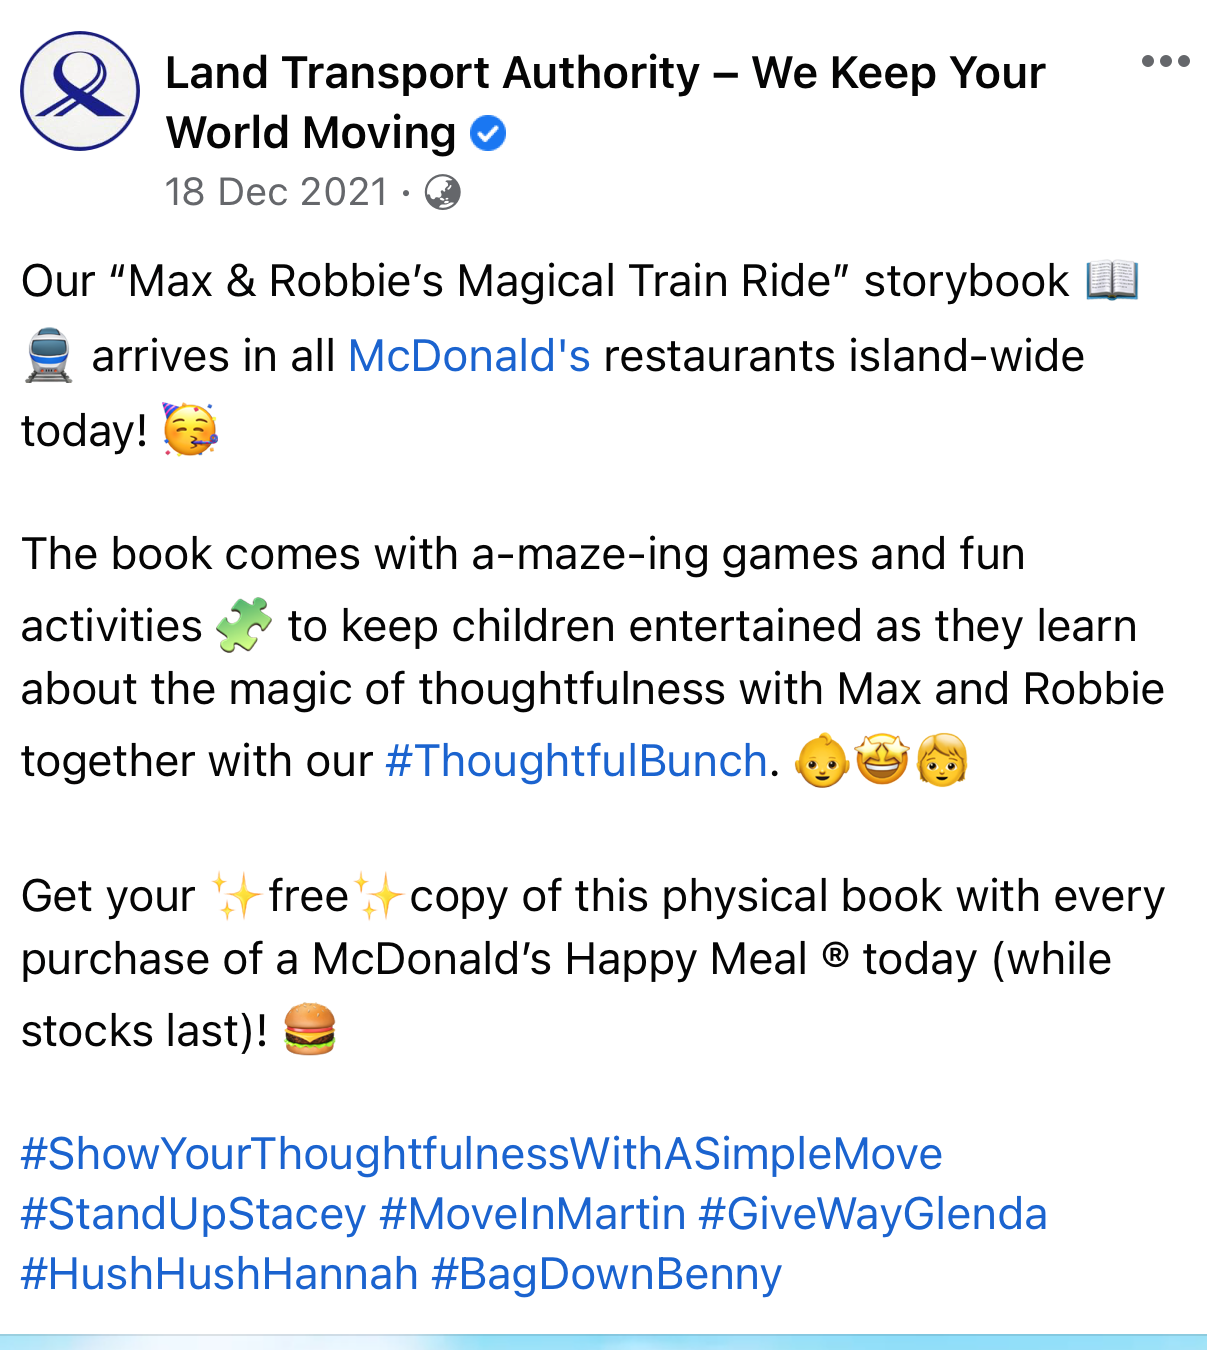 Land Transport Authority – We Keep Your
World Moving
18 Dec 2021 ·
Our “Max & Robbie’s Magical Train Ride” storybook 📖
🚆 arrives in all McDonald's restaurants island-wide
today! 🥳
The book comes with a-maze-ing games and fun
activities 🧩 to keep children entertained as they learn
about the magic of thoughtfulness with Max and Robbie
together with our #ThoughtfulBunch. 👶🤩👧
Get your ✨free✨copy of this physical book with every
purchase of a McDonald’s Happy Meal ® today (while
stocks last)! 🍔
#ShowYourThoughtfulnessWithASimpleMove
#StandUpStacey #MoveInMartin #GiveWayGlenda
#HushHushHannah #BagDownBenny